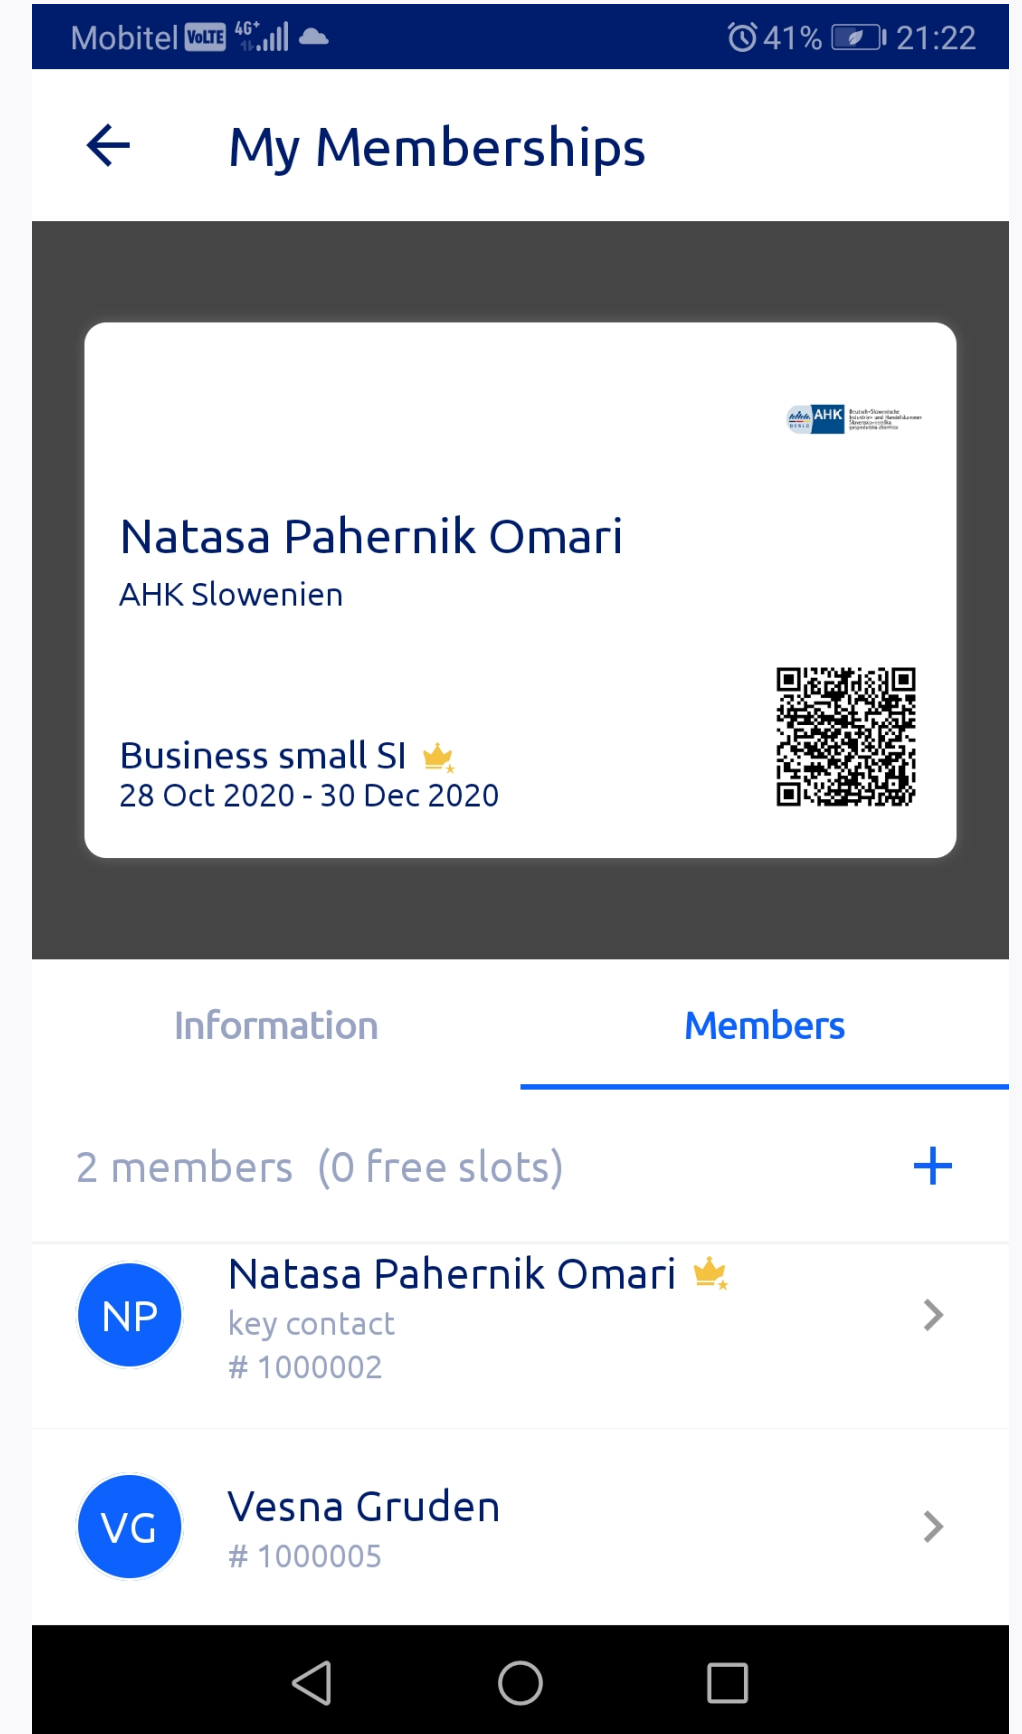 Mobitel VoLTE 4G+ 41% 21:22
My Memberships
AHK
Natasa Pahernik Omari
AHK Slowenien
Business small SI
28 Oct 2020 - 30 Dec 2020
Information Members
2 members (0 free slots) +
NP
Natasa Pahernik Omari
key contact
# 1000002
VG
Vesna Gruden
# 1000005